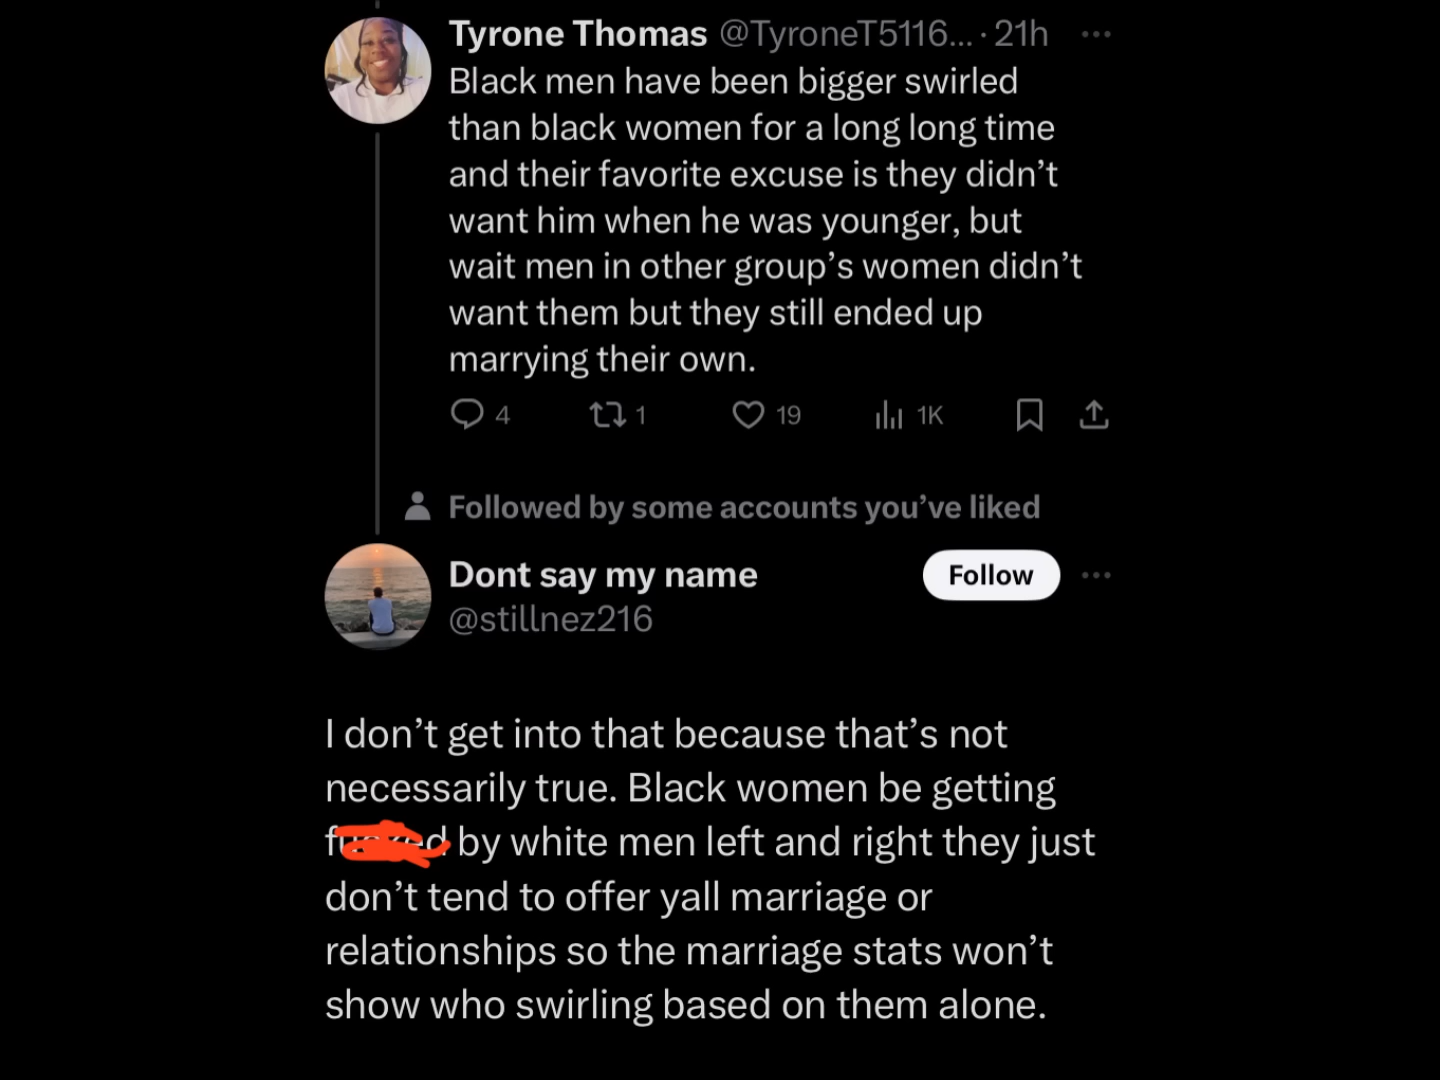 Tyrone Thomas @TyroneT5116... · 21h
Black men have been bigger swirled
than black women for a long long time
and their favorite excuse is they didn’t
want him when he was younger, but
wait men in other group’s women didn’t
want them but they still ended up
marrying their own.
4 1 19 1K
Followed by some accounts you’ve liked
Dont say my name
Follow
@stillnez216
I don’t get into that because that’s not
necessarily true. Black women be getting
by white men left and right they just
don’t tend to offer yall marriage or
relationships so the marriage stats won’t
show who swirling based on them alone.